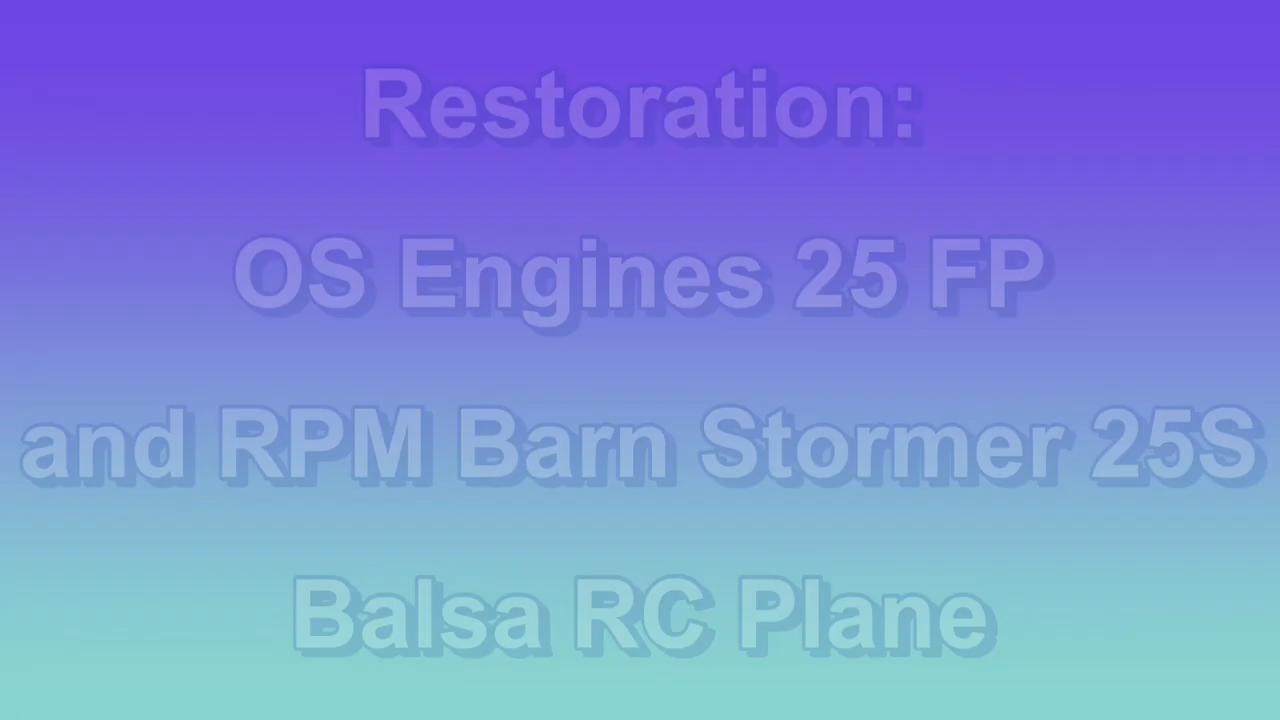 Restoration:
OS Engines 25 FP
and RPM Barn Stormer 25S
Balsa RC Plane